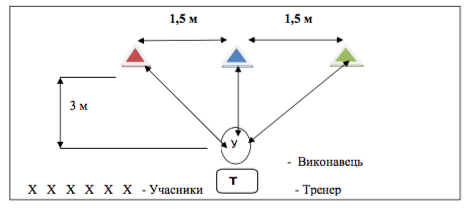 1,5 м 1,5 м
3 м
У
- Виконавець
Т
Х Х Х Х Х Х - Учасники - Тренер